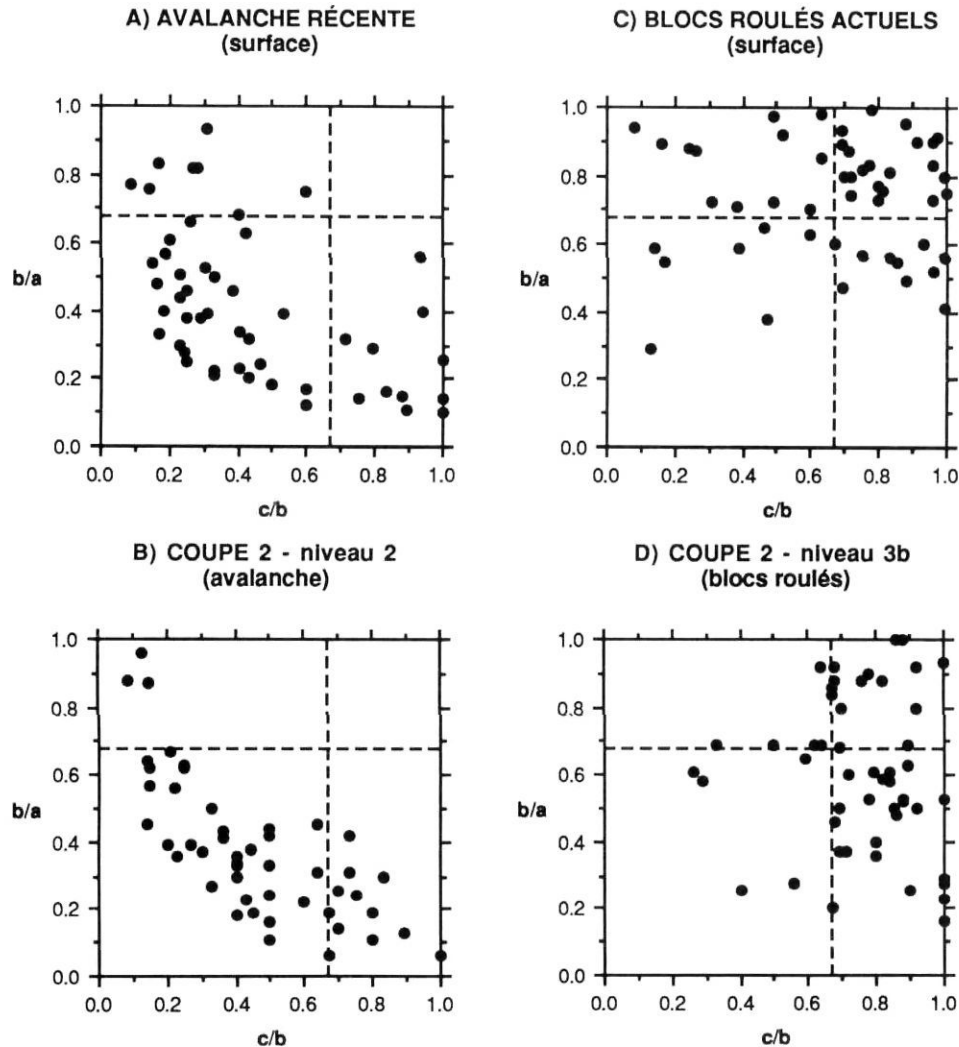 A) AVALANCHE RÉCENTE
(surface)
1.0
0.8
0.6
b/a
0.4
0.2
0.0
0.0 0.2 0.4 0.6 0.8 1.0
c/b
C) BLOCS ROULÉS ACTUELS
(surface)
1.0
0.8
0.6
b/a
0.4
0.2
0.0
0.0 0.2 0.4 0.6 0.8 1.0
c/b
B) COUPE 2 - niveau 2
(avalanche)
1.0
0.8
0.6
b/a
0.4
0.2
0.0
0.0 0.2 0.4 0.6 0.8 1.0
c/b
D) COUPE 2 - niveau 3b
(blocs roulés)
1.0
0.8
0.6
b/a
0.4
0.2
0.0
0.0 0.2 0.4 0.6 0.8 1.0
c/b